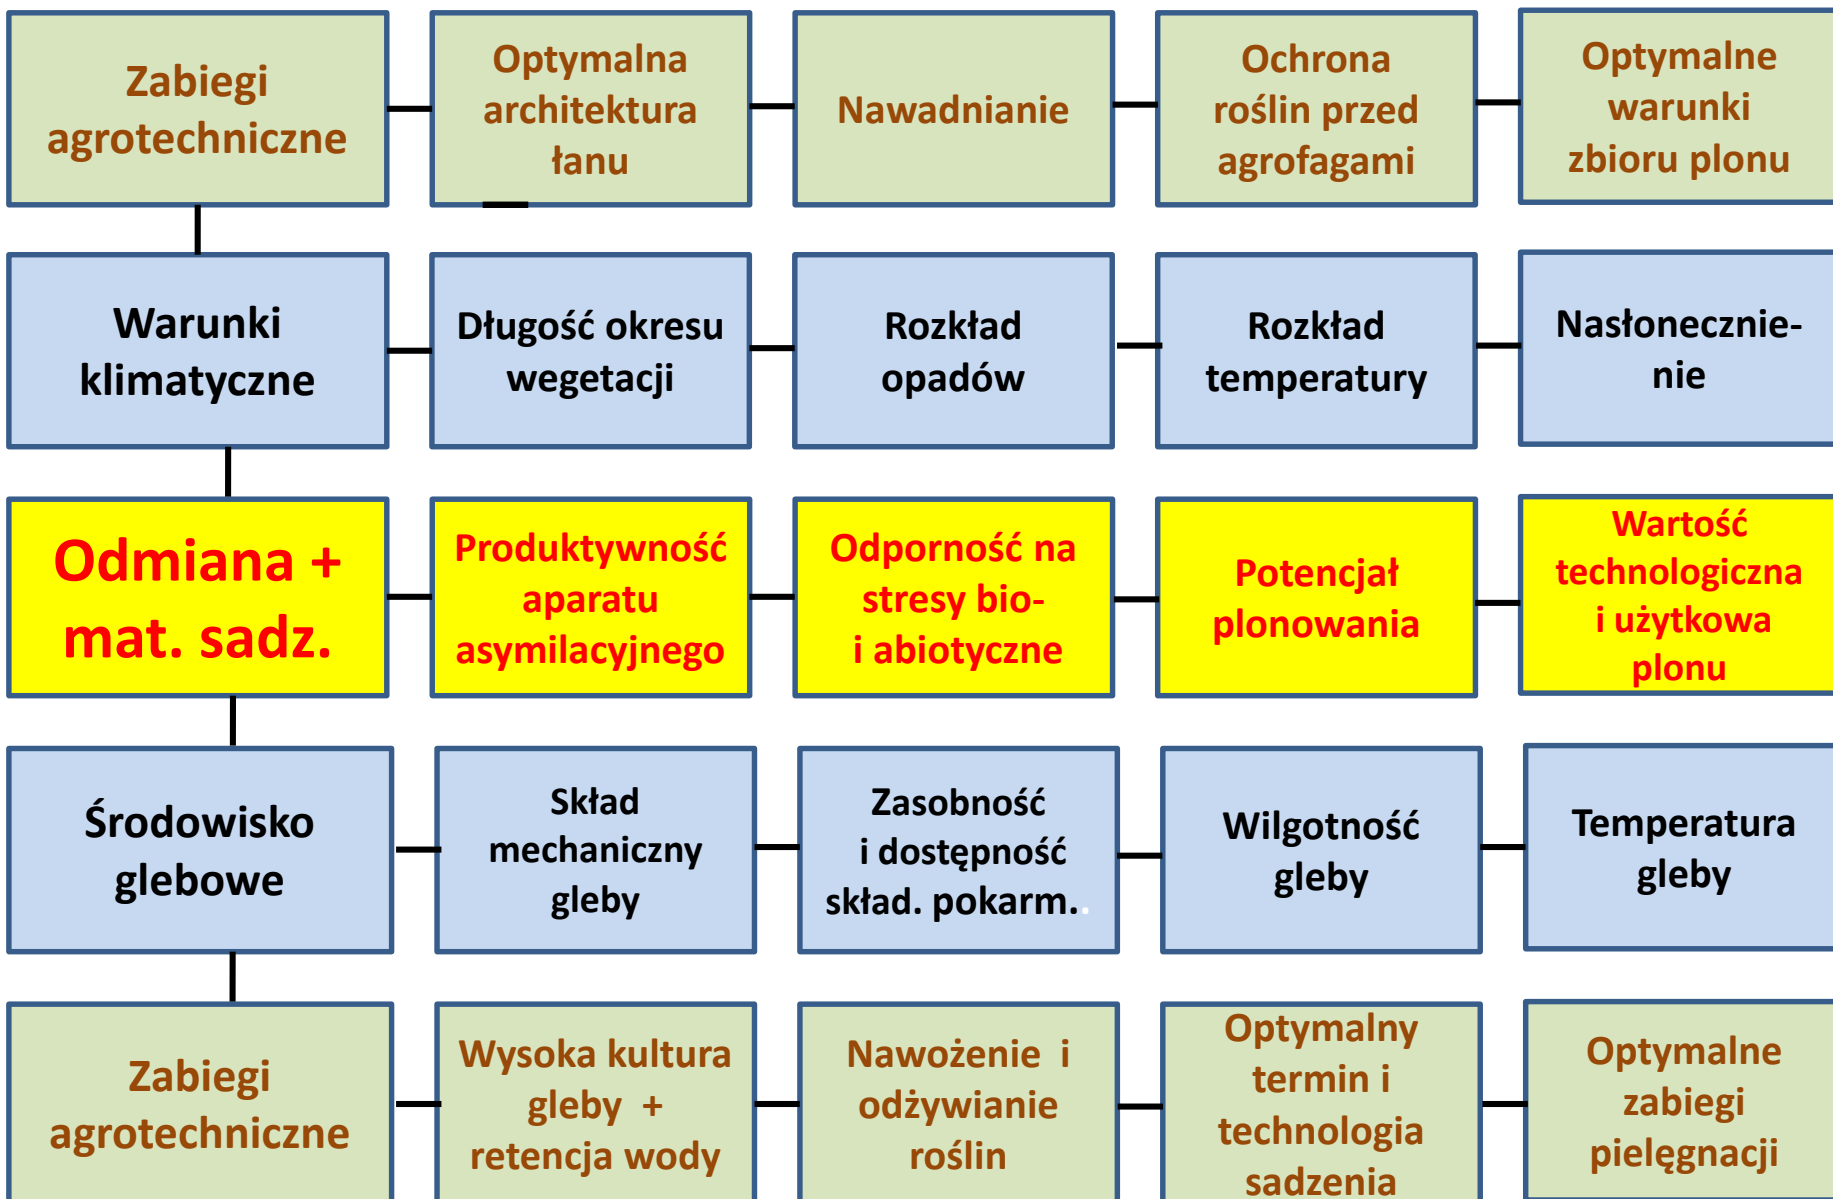 Zabiegi
agrotechniczne
Optymalna
architektura
łanu
Nawadnianie
Ochrona
roślin przed
agrofagami
Optymalne
warunki
zbioru plonu
Warunki
klimatyczne
Długość okresu
wegetacji
Rozkład
opadów
Rozkład
temperatury
Nasłonecznie-
nie
Odmiana +
mat. sadz.
Produktywność
aparatu
asymilacyjnego
Odporność na
stresy bio-
i abiotyczne
Potencjał
plonowania
Wartość
technologiczna
i użytkowa
plonu
Środowisko
glebowe
Skład
mechaniczny
gleby
Zasobność
i dostępność
skład. pokarm..
Wilgotność
gleby
Temperatura
gleby
Zabiegi
agrotechniczne
Wysoka kultura
gleby +
retencja wody
Nawożenie i
odżywianie
roślin
Optymalny
termin i
technologia
sadzenia
Optymalne
zabiegi
pielęgnacji